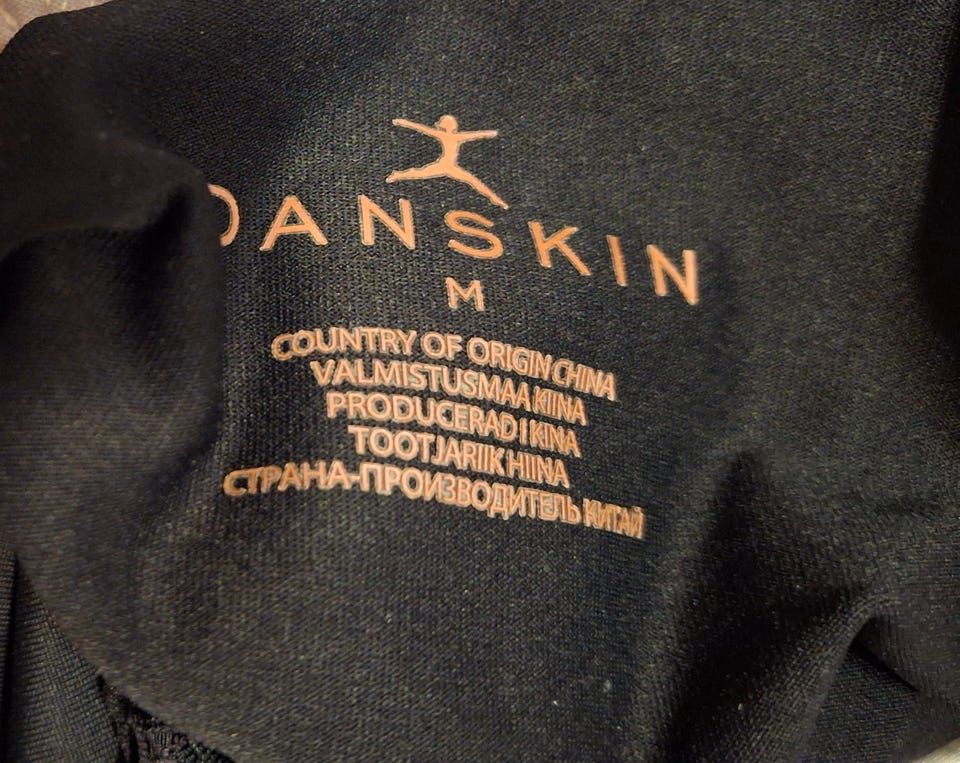 DANSKIN
M
COUNTRY OF ORIGIN CHINA
VALMISTUSMAA KIINA
PRODUCERAD I KINA
TOOTJARIIK HIINA
СТРАНА-ПРОИЗВОДИТЕЛЬ КИТАЙ